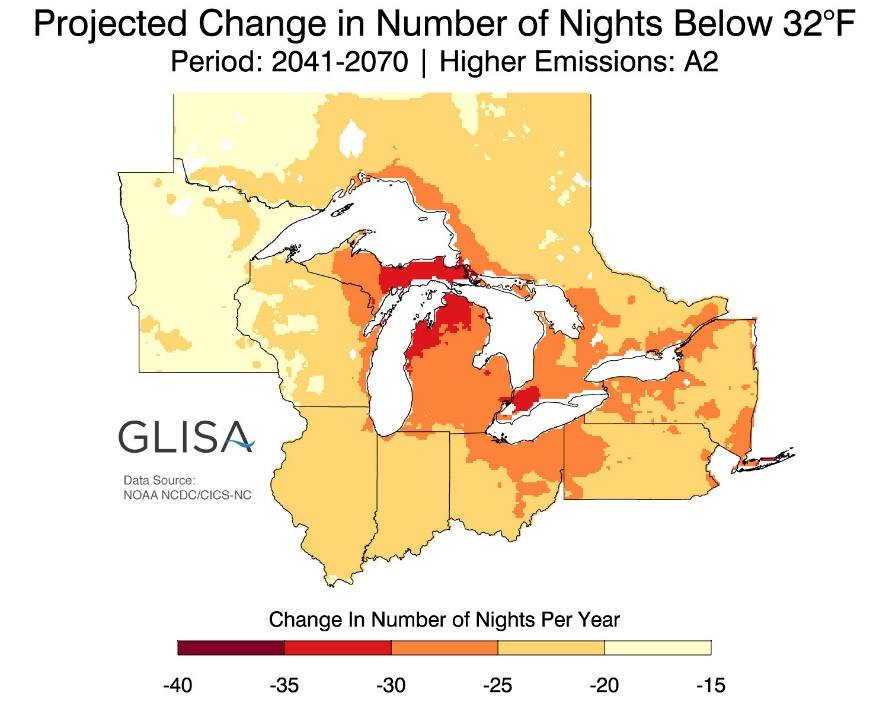 Projected Change in Number of Nights Below 32°F
Period: 2041-2070 | Higher Emissions: A2
GLISA
Data Source:
NOAA NCDC/CICS-NC
Change In Number of Nights Per Year
-40 -35 -30 -25 -20 -15